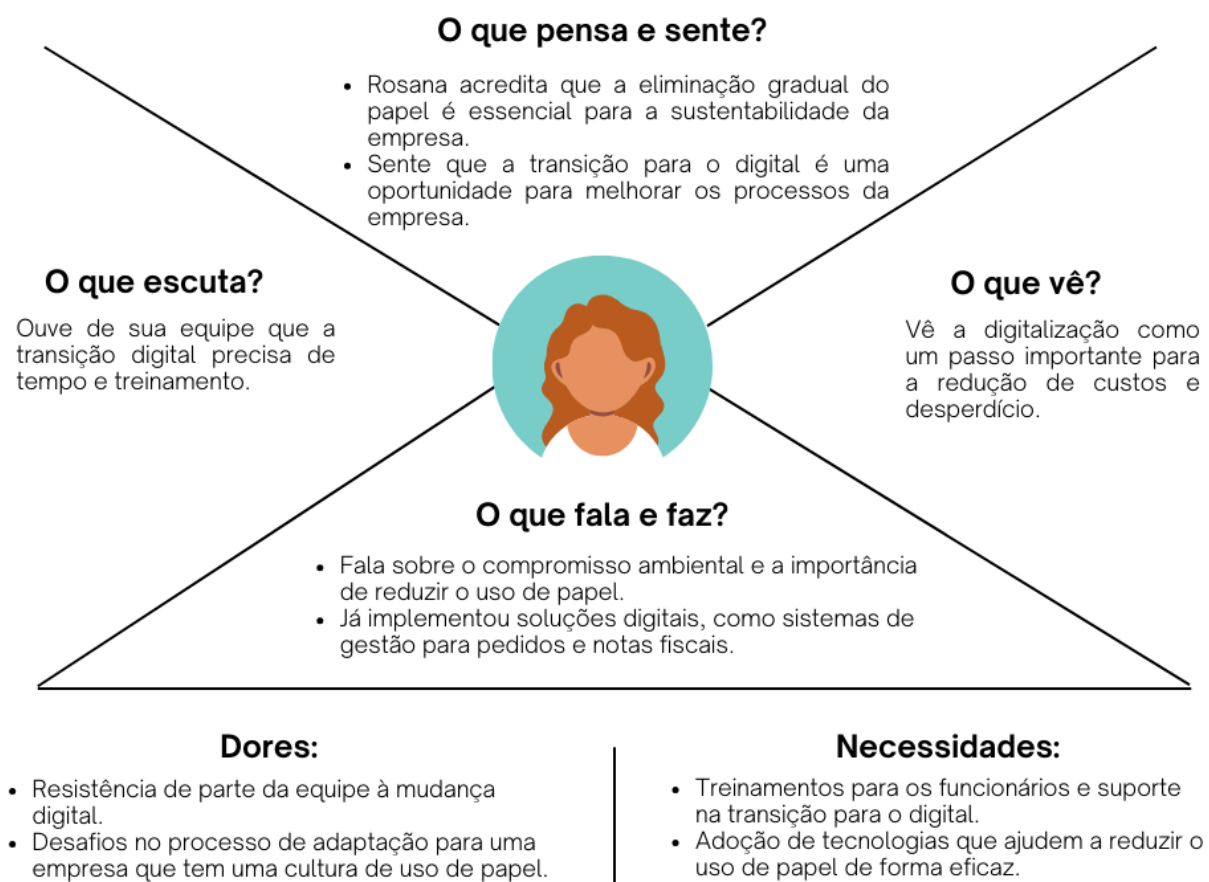 O que pensa e sente?
• Rosana acredita que a eliminação gradual do
papel é essencial para a sustentabilidade da
empresa.
• Sente que a transição para o digital é uma
oportunidade para melhorar os processos da
empresa.
O que escuta?
Ouve de sua equipe que a
transição digital precisa de
tempo e treinamento.
O que vê?
Vê a digitalização como
um passo importante para
a redução de custos e
desperdício.
O que fala e faz?
• Fala sobre o compromisso ambiental e a importância
de reduzir o uso de papel.
• Já implementou soluções digitais, como sistemas de
gestão para pedidos e notas fiscais.
Dores:
• Resistência de parte da equipe à mudança
digital.
• Desafios no processo de adaptação para uma
empresa que tem uma cultura de uso de papel.
Necessidades:
• Treinamentos para os funcionários e suporte
na transição para o digital.
• Adoção de tecnologias que ajudem a reduzir o
uso de papel de forma eficaz.